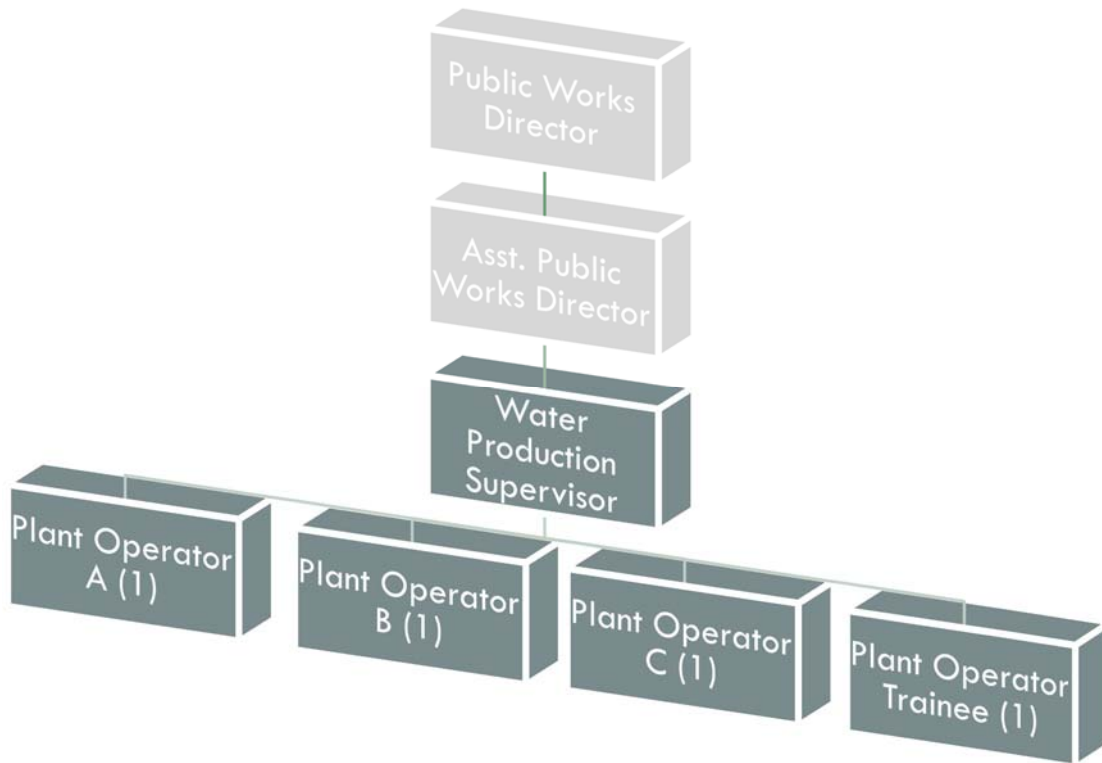 Public Works
Director
Asst. Public
Works Director
Water
Production
Supervisor
Plant Operator
A (1)
Plant Operator
B (1)
Plant Operator
C (1)
Plant Operator
Trainee (1)